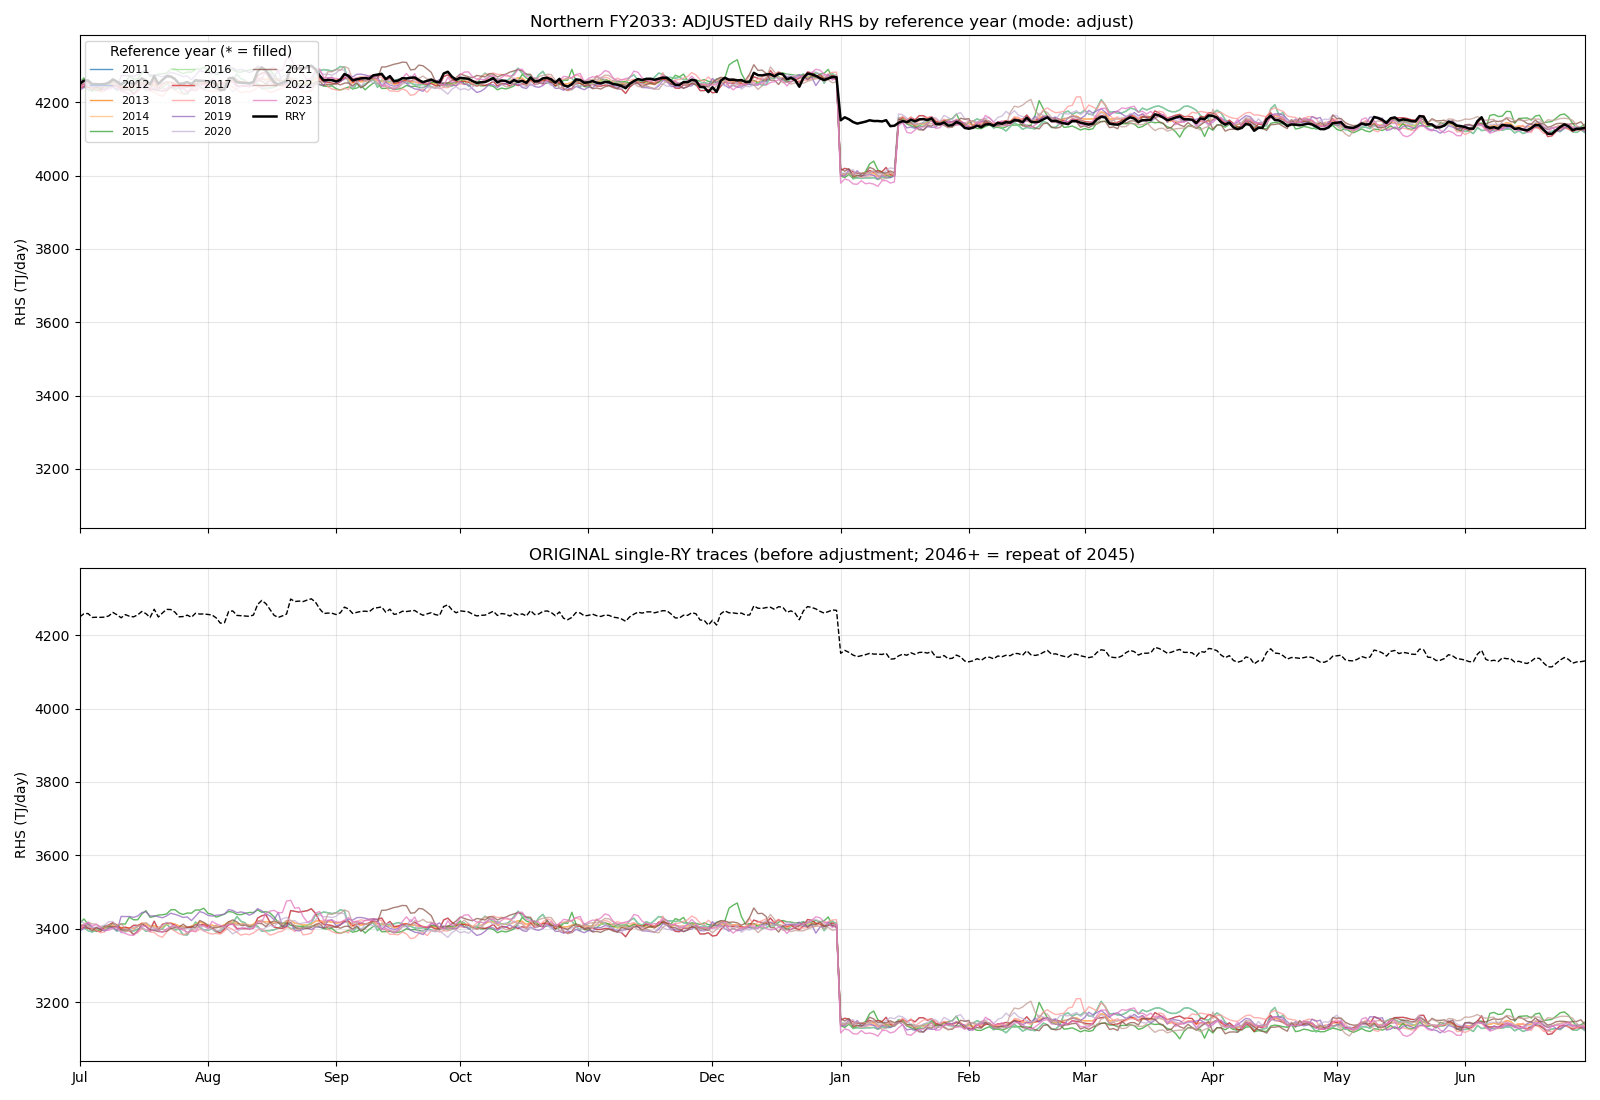 Northern FY2033: ADJUSTED daily RHS by reference year (mode: adjust)
Reference year (* = filled)
2011 2016 2021
2012 2017 2022
2013 2018 2023
2014 2019 RRY
2015 2020
RHS (TJ/day)
4200
4000
3800
3600
3400
3200
ORIGINAL single-RY traces (before adjustment; 2046+ = repeat of 2045)
RHS (TJ/day)
4200
4000
3800
3600
3400
3200
Jul Aug Sep Oct Nov Dec Jan Feb Mar Apr May Jun